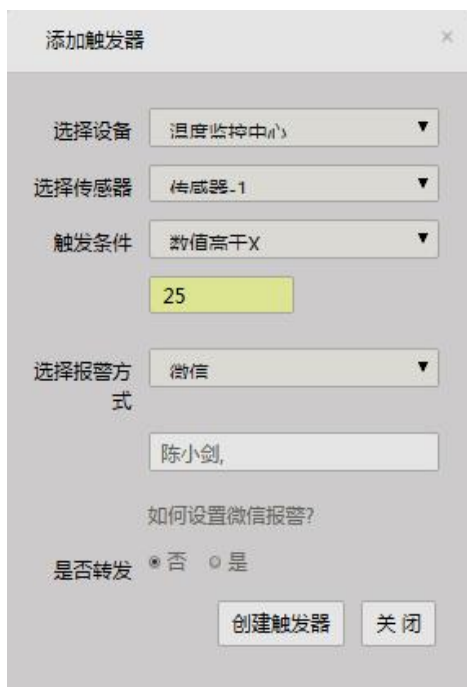 添加触发器 ×
选择设备 温度监控中心
选择传感器 传感器-1
触发条件 数值高于X
25
选择报警方 微信
式
陈小剑,
如何设置微信报警?
是否转发 否 是
创建触发器 关 闭